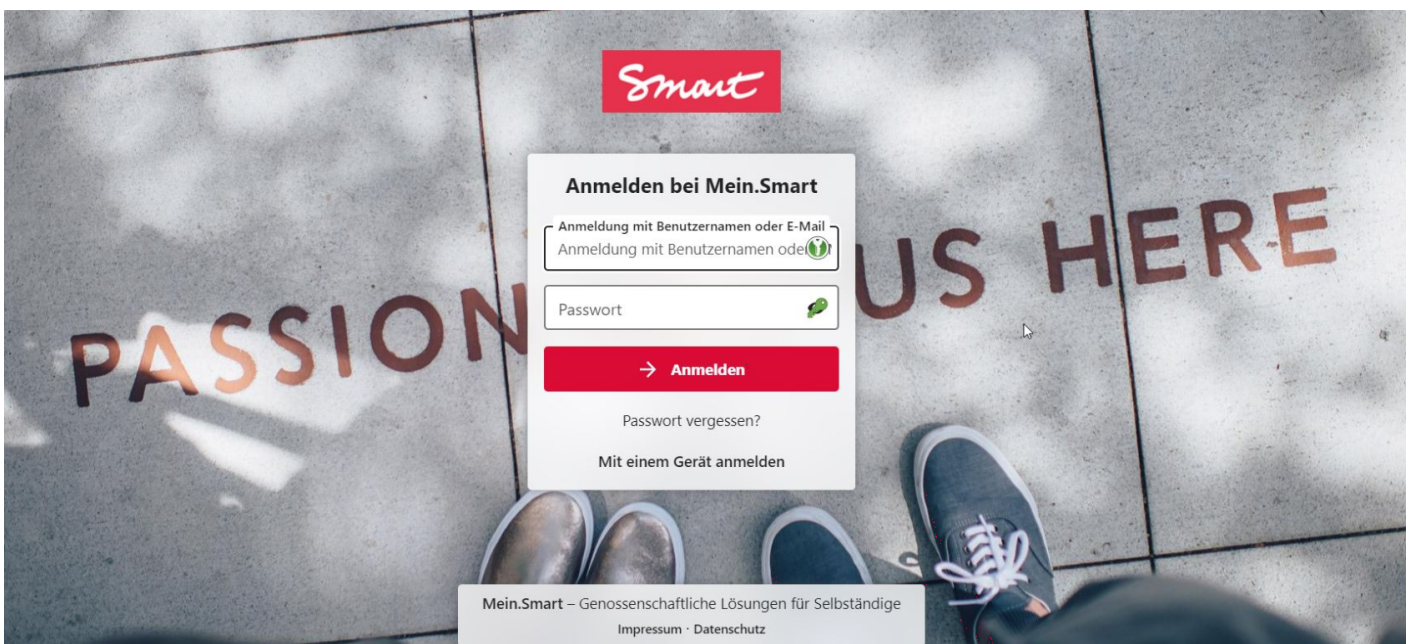 Smart
Anmelden bei Mein.Smart
Anmeldung mit Benutzernamen oder E-Mail
Anmeldung mit Benutzernamen ode
PASSION US HERE
Passwort
→ Anmelden
Passwort vergessen?
Mit einem Gerät anmelden
Mein.Smart – Genossenschaftliche Lösungen für Selbständige
Impressum · Datenschutz